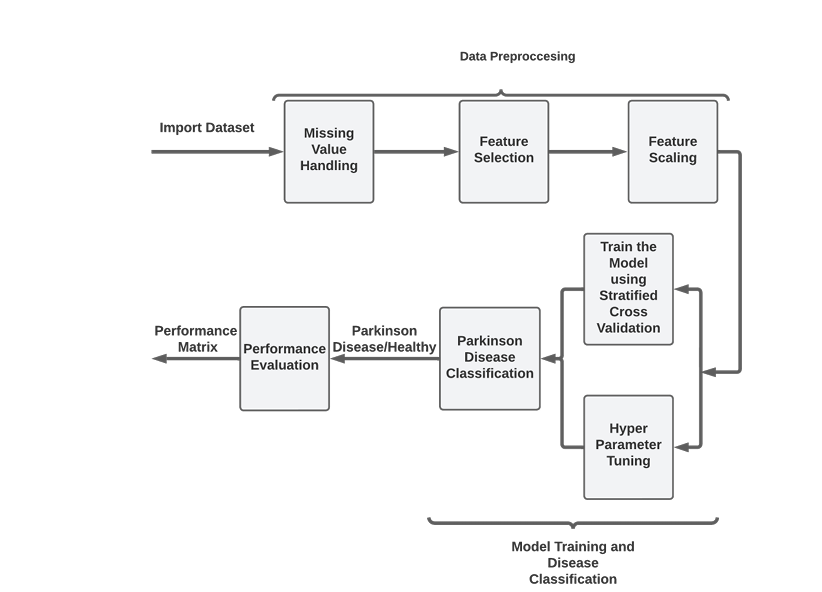 Data Preproccesing
Import Dataset
Missing
Value
Handling
Feature
Selection
Feature
Scaling
Train the
Model
using
Stratified
Cross
Validation
Performance
Matrix
Performance
Evaluation
Parkinson
Disease/Healthy
Parkinson
Disease
Classification
Hyper
Parameter
Tuning
Model Training and
Disease
Classification